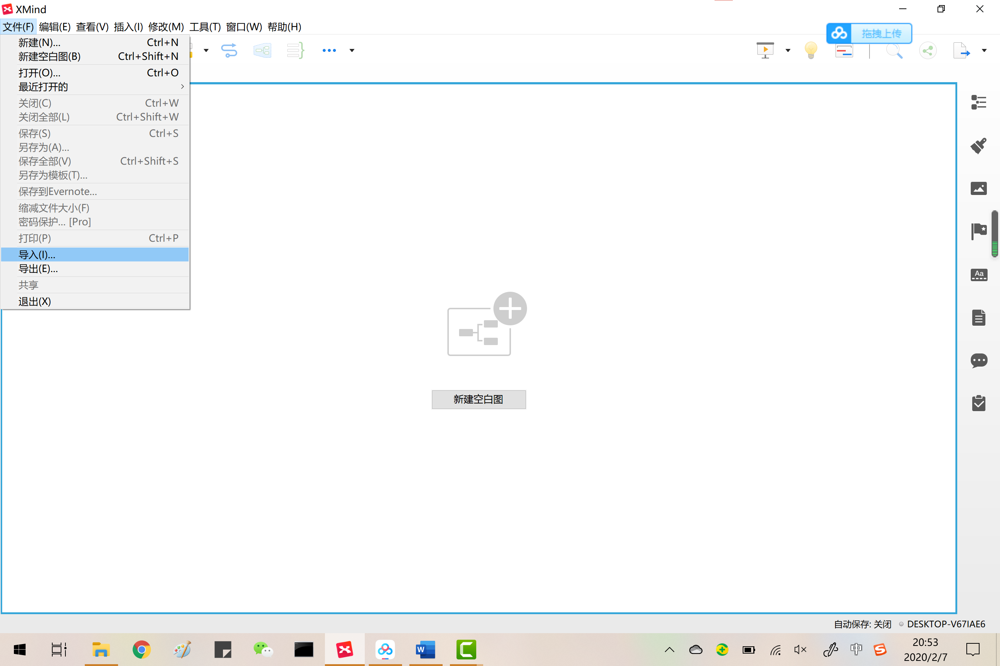 XMind
文件(F) 编辑(E) 查看(V) 插入(I) 修改(M) 工具(T) 窗口(W) 帮助(H)
拖拽上传
新建(N)... Ctrl+N
新建空白图(B) Ctrl+Shift+N
打开(O)... Ctrl+O
最近打开的
关闭(C) Ctrl+W
关闭全部(L) Ctrl+Shift+W
保存(S) Ctrl+S
另存为(A)...
保存全部(V) Ctrl+Shift+S
另存为模板(T)...
保存到Evernote...
缩减文件大小(F)
密码保护... [Pro]
打印(P) Ctrl+P
导入(I)...
导出(E)...
共享
退出(X)
Aa
新建空白图
自动保存: 关闭 DESKTOP-V67IAE6
W
中
S
20:53
2020/2/7